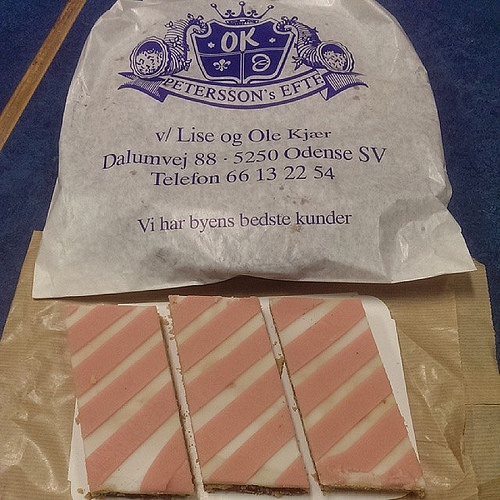 OK
PETERSSON's EFTF
v/ Lise og Ole Kjær
Dalumvej 88 - 5250 Odense SV
Telefon 66 13 22 54
Vi har byens bedste kunder